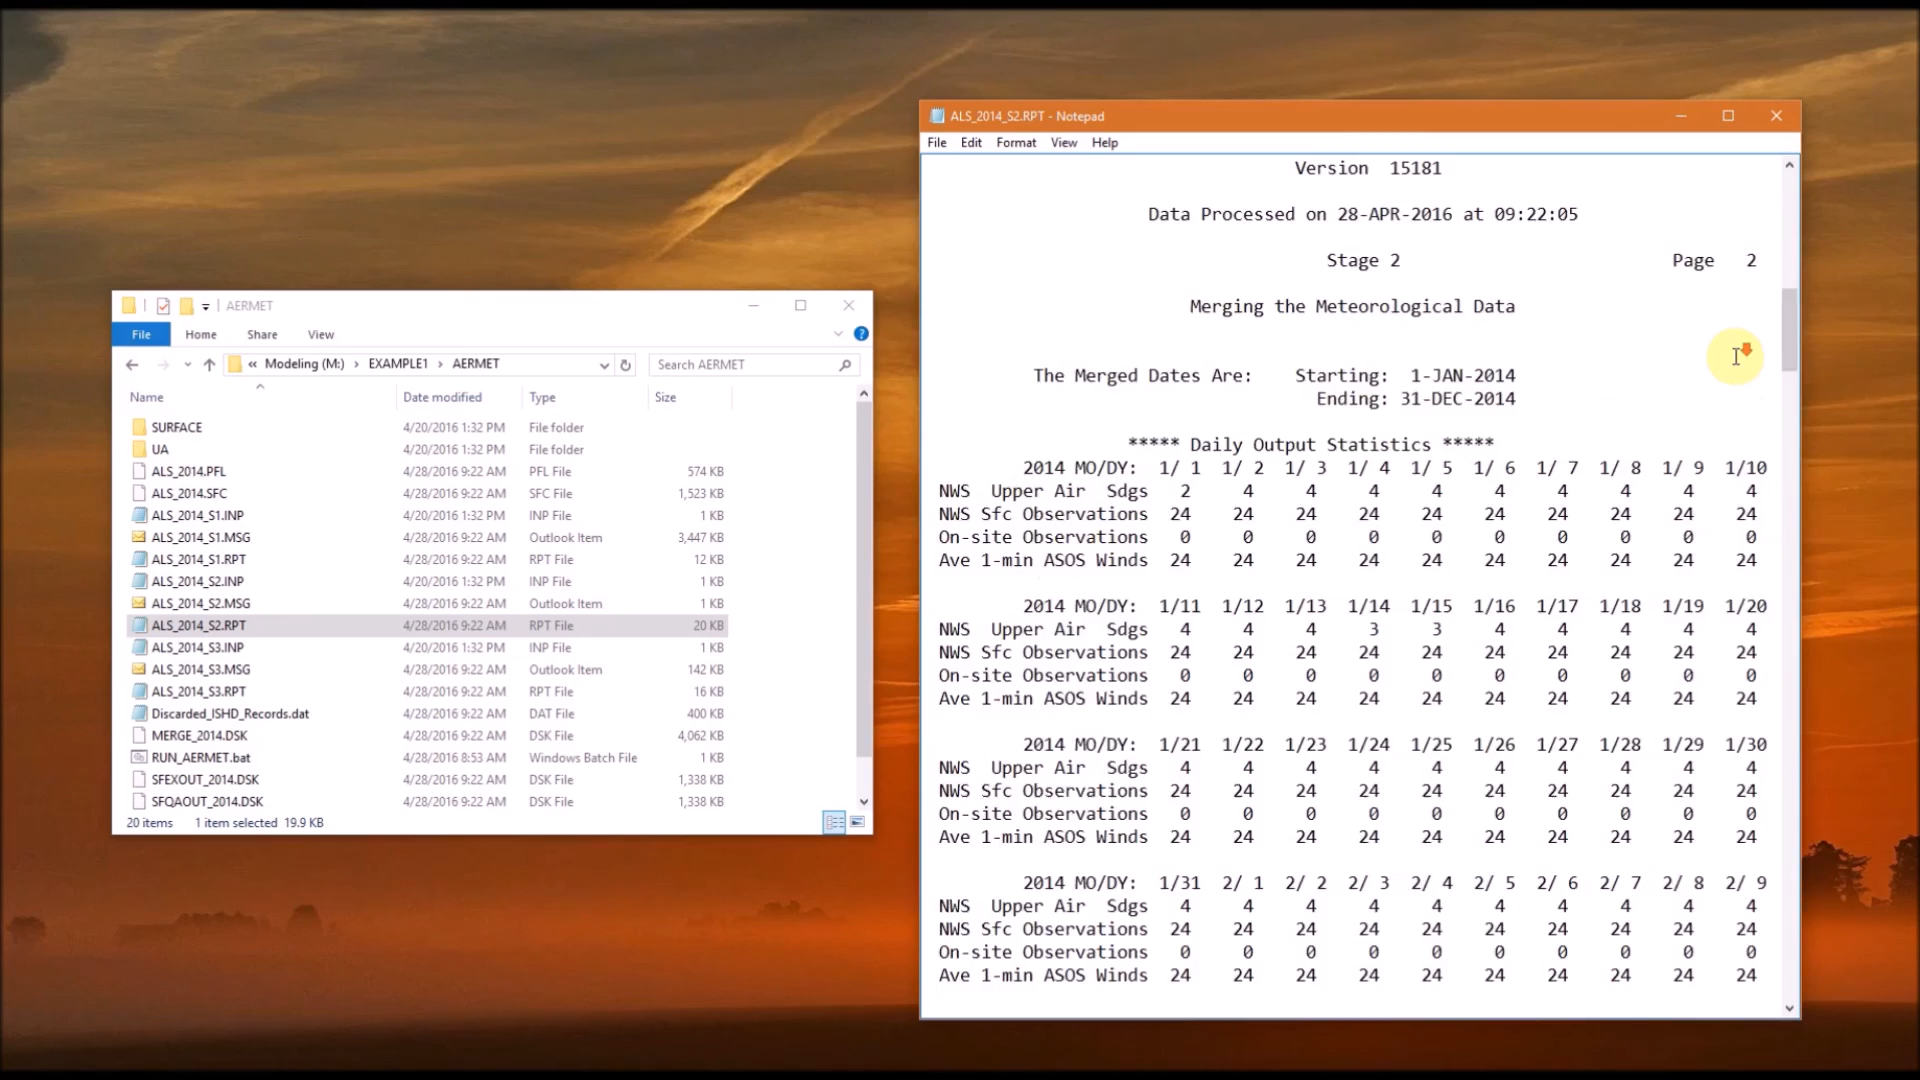 AERMET
File Home Share View
« Modeling (M:) › EXAMPLE1 › AERMET
Search AERMET
Name Date modified Type Size
SURFACE 4/20/2016 1:32 PM File folder
UA 4/20/2016 1:32 PM File folder
ALS_2014.PFL 4/28/2016 9:22 AM PFL File 574 KB
ALS_2014.SFC 4/28/2016 9:22 AM SFC File 1,523 KB
ALS_2014_S1.INP 4/20/2016 1:32 PM INP File 1 KB
ALS_2014_S1.MSG 4/28/2016 9:22 AM Outlook Item 3,447 KB
ALS_2014_S1.RPT 4/28/2016 9:22 AM RPT File 12 KB
ALS_2014_S2.INP 4/20/2016 1:32 PM INP File 1 KB
ALS_2014_S2.MSG 4/28/2016 9:22 AM Outlook Item 1 KB
ALS_2014_S2.RPT 4/28/2016 9:22 AM RPT File 20 KB
ALS_2014_S3.INP 4/20/2016 1:32 PM INP File 1 KB
ALS_2014_S3.MSG 4/28/2016 9:22 AM Outlook Item 142 KB
ALS_2014_S3.RPT 4/28/2016 9:22 AM RPT File 16 KB
Discarded_ISHD_Records.dat 4/28/2016 9:22 AM DAT File 400 KB
MERGE_2014.DSK 4/28/2016 9:22 AM DSK File 4,062 KB
RUN_AERMET.bat 4/28/2016 8:53 AM Windows Batch File 1 KB
SFEXOUT_2014.DSK 4/28/2016 9:22 AM DSK File 1,338 KB
SFQAOUT_2014.DSK 4/28/2016 9:22 AM DSK File 1,338 KB
20 items 1 item selected 19.9 KB
ALS_2014_S2.RPT - Notepad
File Edit Format View Help
Version 15181
Data Processed on 28-APR-2016 at 09:22:05
Stage 2 Page 2
Merging the Meteorological Data
The Merged Dates Are: Starting: 1-JAN-2014
Ending: 31-DEC-2014
***** Daily Output Statistics *****
2014 MO/DY: 1/ 1 1/ 2 1/ 3 1/ 4 1/ 5 1/ 6 1/ 7 1/ 8 1/ 9 1/10
NWS Upper Air Sdgs 2 4 4 4 4 4 4 4 4 4
NWS Sfc Observations 24 24 24 24 24 24 24 24 24 24
On-site Observations 0 0 0 0 0 0 0 0 0 0
Ave 1-min ASOS Winds 24 24 24 24 24 24 24 24 24 24
2014 MO/DY: 1/11 1/12 1/13 1/14 1/15 1/16 1/17 1/18 1/19 1/20
NWS Upper Air Sdgs 4 4 4 3 3 4 4 4 4 4
NWS Sfc Observations 24 24 24 24 24 24 24 24 24 24
On-site Observations 0 0 0 0 0 0 0 0 0 0
Ave 1-min ASOS Winds 24 24 24 24 24 24 24 24 24 24
2014 MO/DY: 1/21 1/22 1/23 1/24 1/25 1/26 1/27 1/28 1/29 1/30
NWS Upper Air Sdgs 4 4 4 4 4 4 4 4 4 4
NWS Sfc Observations 24 24 24 24 24 24 24 24 24 24
On-site Observations 0 0 0 0 0 0 0 0 0 0
Ave 1-min ASOS Winds 24 24 24 24 24 24 24 24 24 24
2014 MO/DY: 1/31 2/ 1 2/ 2 2/ 3 2/ 4 2/ 5 2/ 6 2/ 7 2/ 8 2/ 9
NWS Upper Air Sdgs 4 4 4 4 4 4 4 4 4 4
NWS Sfc Observations 24 24 24 24 24 24 24 24 24 24
On-site Observations 0 0 0 0 0 0 0 0 0 0
Ave 1-min ASOS Winds 24 24 24 24 24 24 24 24 24 24